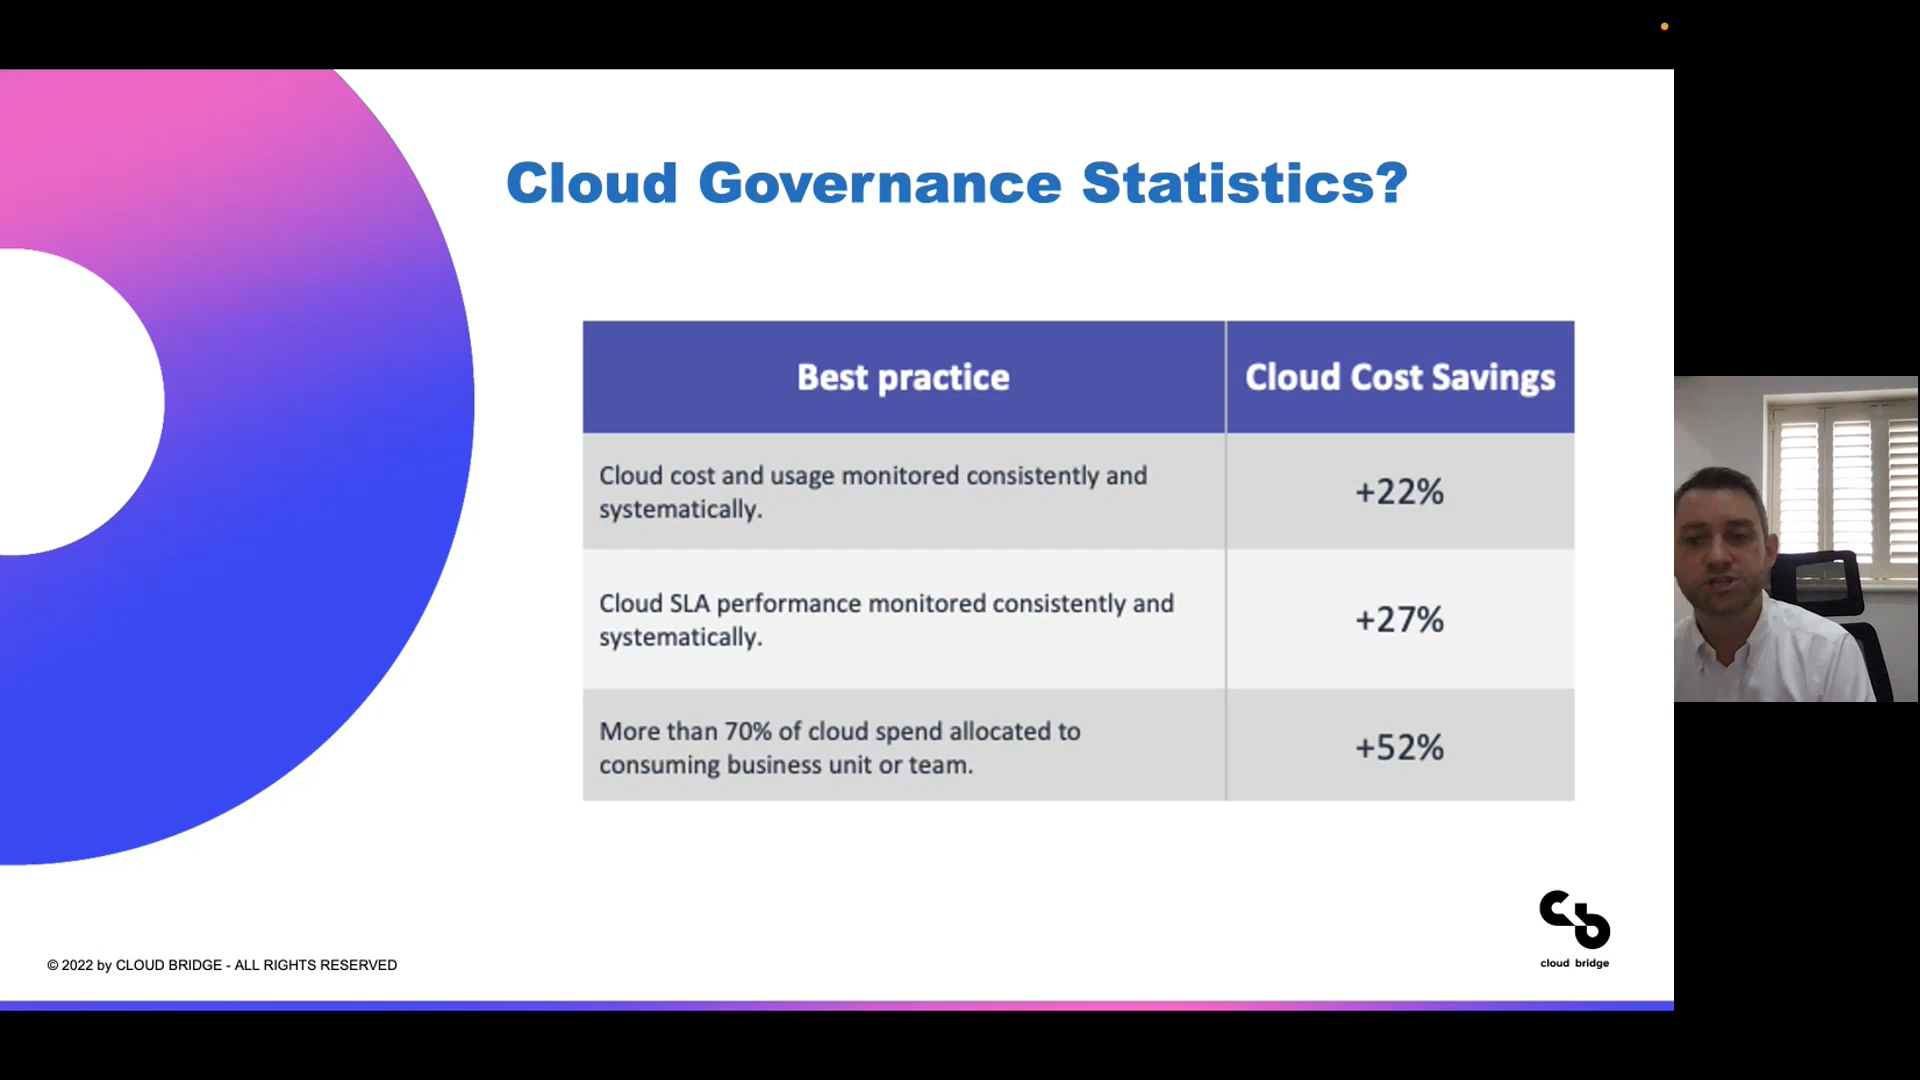 Cloud Governance Statistics?
Best practice
Cloud Cost Savings
Cloud cost and usage monitored consistently and
systematically.
+22%
Cloud SLA performance monitored consistently and
systematically.
+27%
More than 70% of cloud spend allocated to
consuming business unit or team.
+52%
cb
cloud bridge
© 2022 by CLOUD BRIDGE - ALL RIGHTS RESERVED